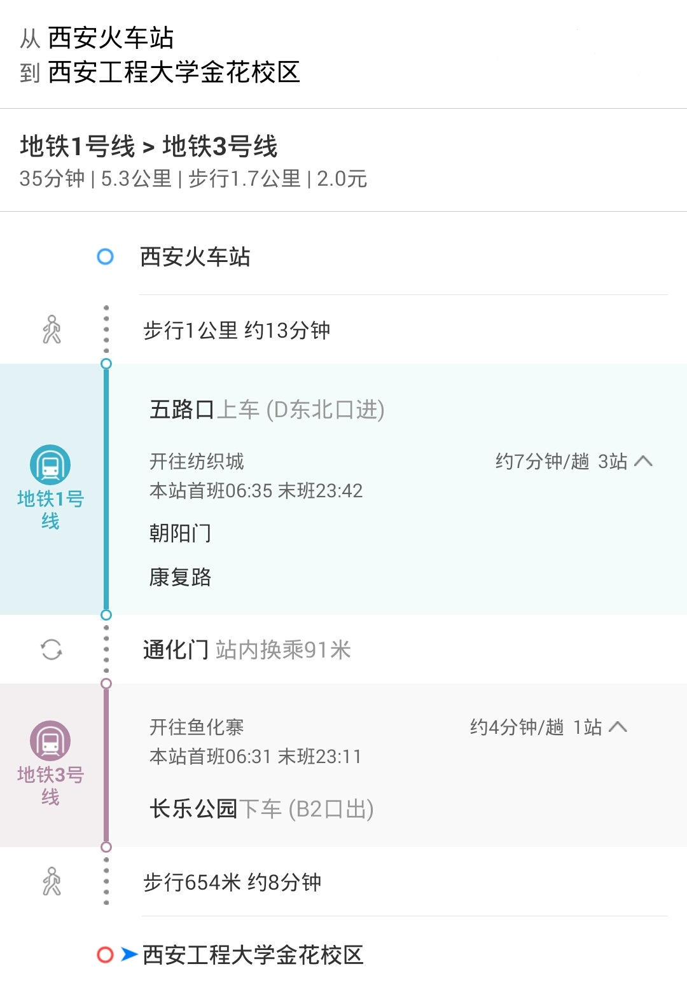 从 西安火车站
到 西安工程大学金花校区
地铁1号线 > 地铁3号线
35分钟 | 5.3公里 | 步行1.7公里 | 2.0元
西安火车站
步行1公里 约13分钟
五路口上车 (D东北口进)
开往纺织城 约7分钟/趟 3站
本站首班06:35 末班23:42
地铁1号
线
朝阳门
康复路
通化门 站内换乘91米
开往鱼化寨 约4分钟/趟 1站
本站首班06:31 末班23:11
地铁3号
线
长乐公园下车 (B2口出)
步行654米 约8分钟
西安工程大学金花校区